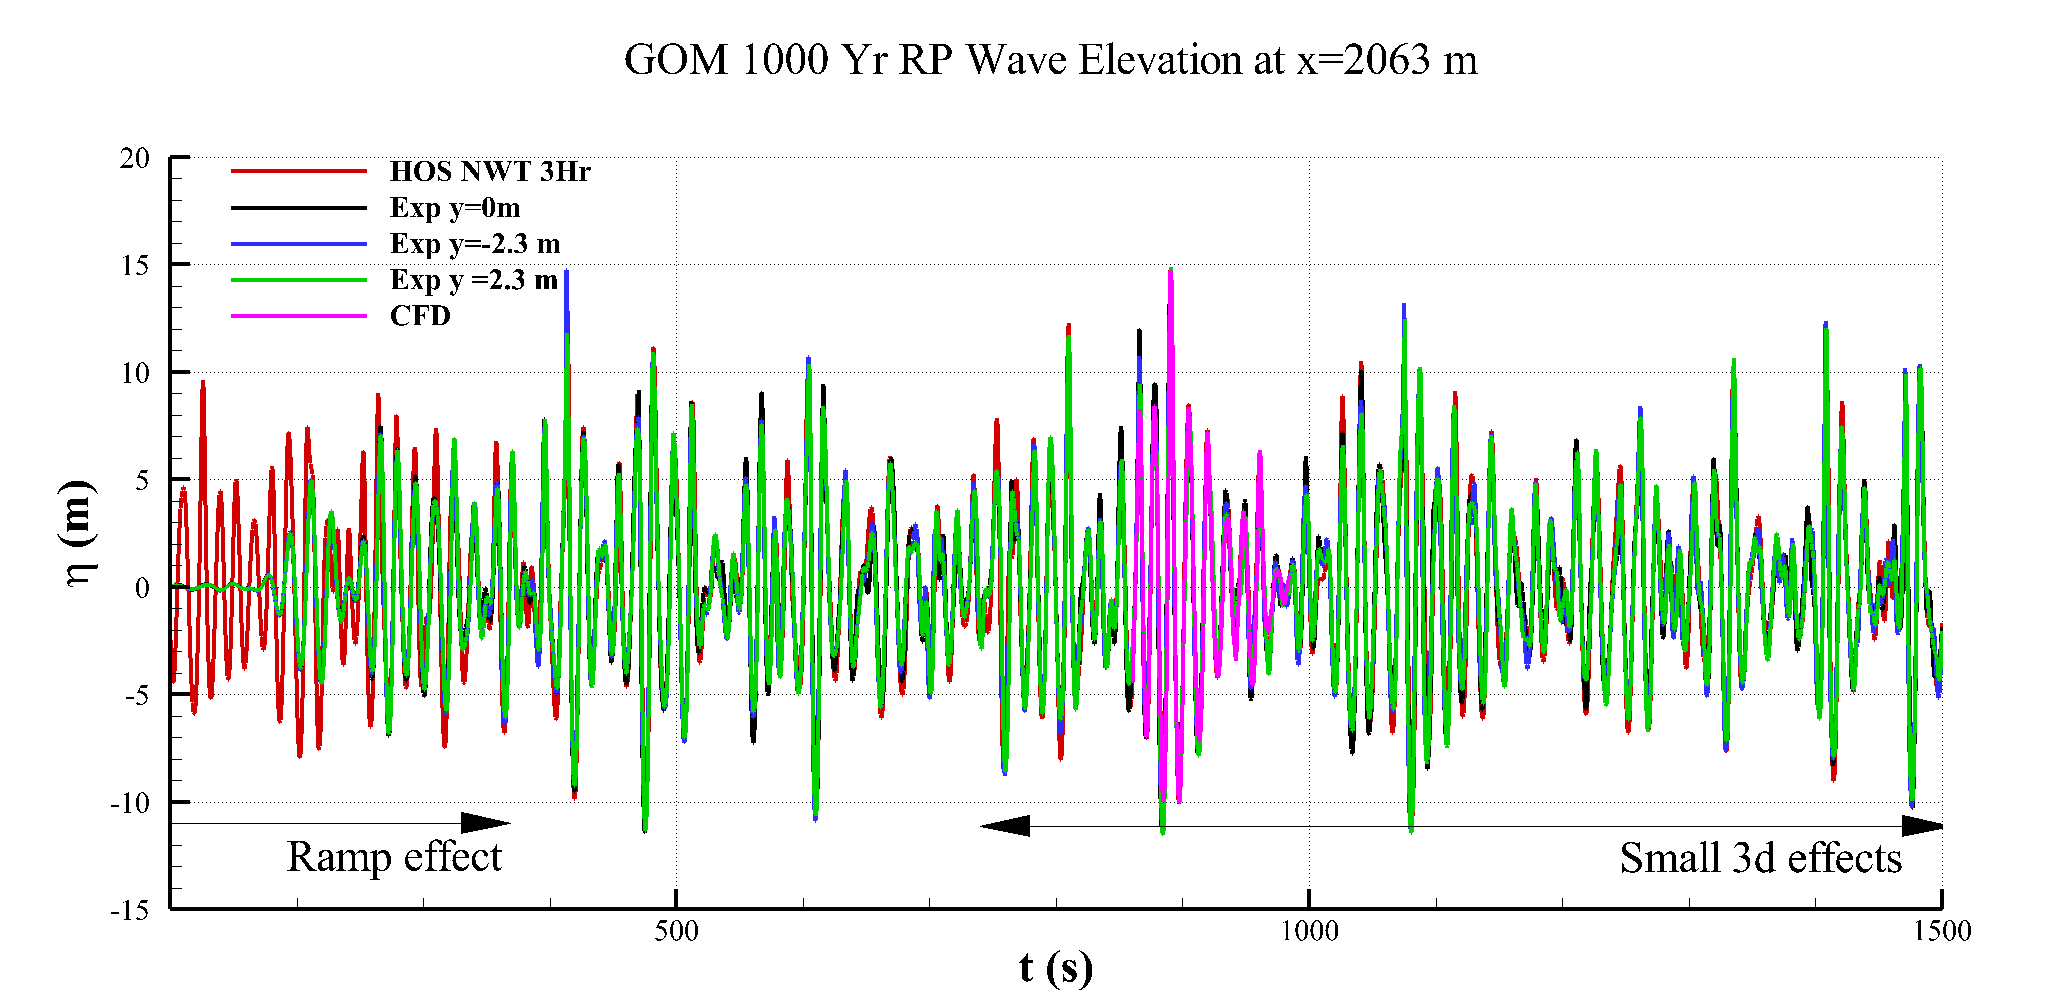 GOM 1000 Yr RP Wave Elevation at x=2063 m
20
15
10
5
0
-5
-10
-15
η (m)
HOS NWT 3Hr
Exp y=0m
Exp y=-2.3 m
Exp y =2.3 m
CFD
Ramp effect
Small 3d effects
500
1000
1500
t (s)